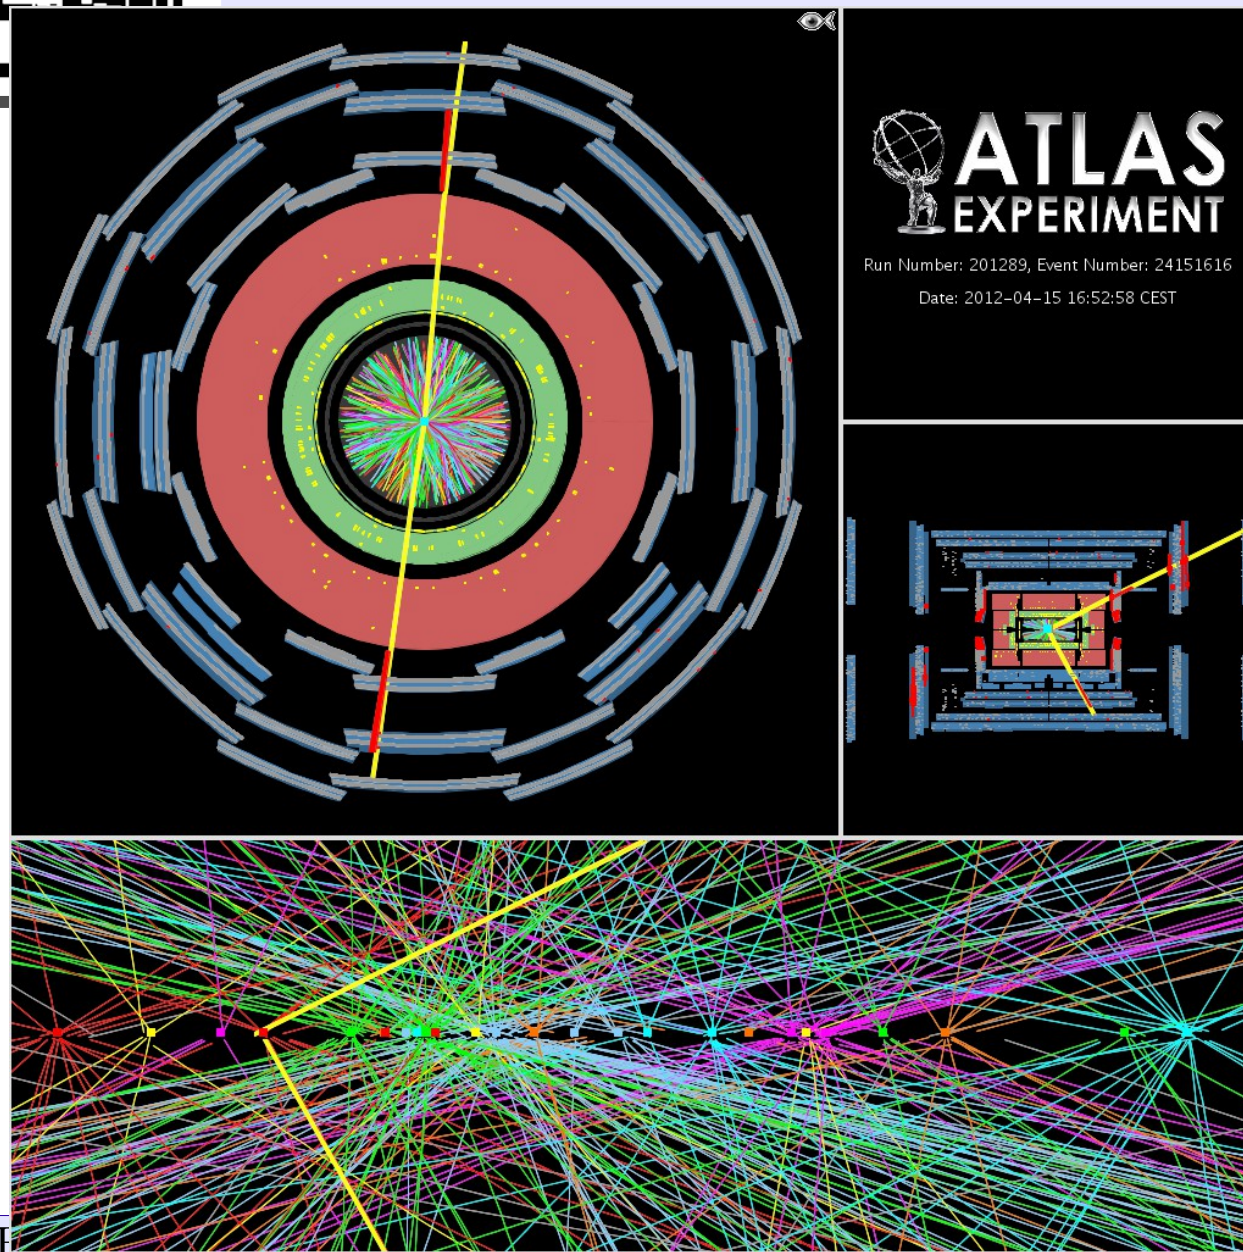 ATLAS
EXPERIMENT
Run Number: 201289, Event Number: 24151616
Date: 2012-04-15 16:52:58 CEST